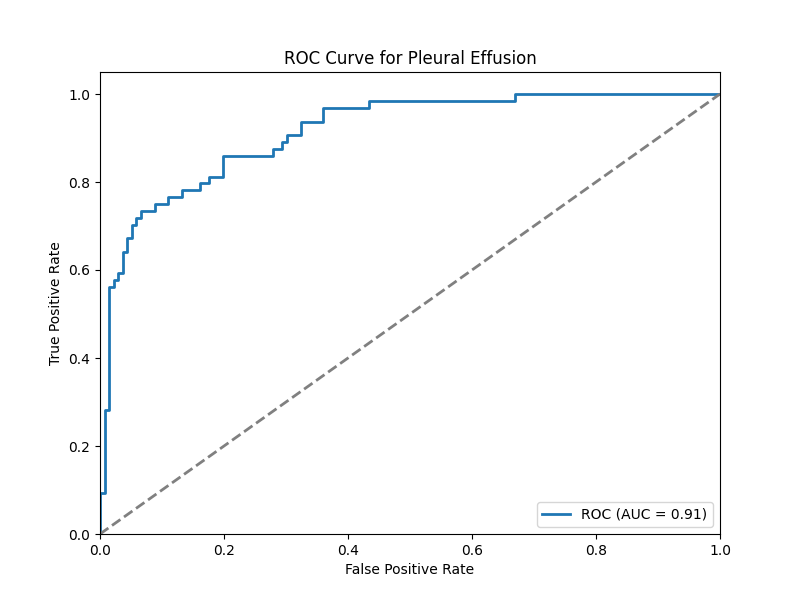 ROC Curve for Pleural Effusion
True Positive Rate
1.0
0.8
0.6
0.4
0.2
0.0
0.0 0.2 0.4 0.6 0.8 1.0
False Positive Rate
ROC (AUC = 0.91)